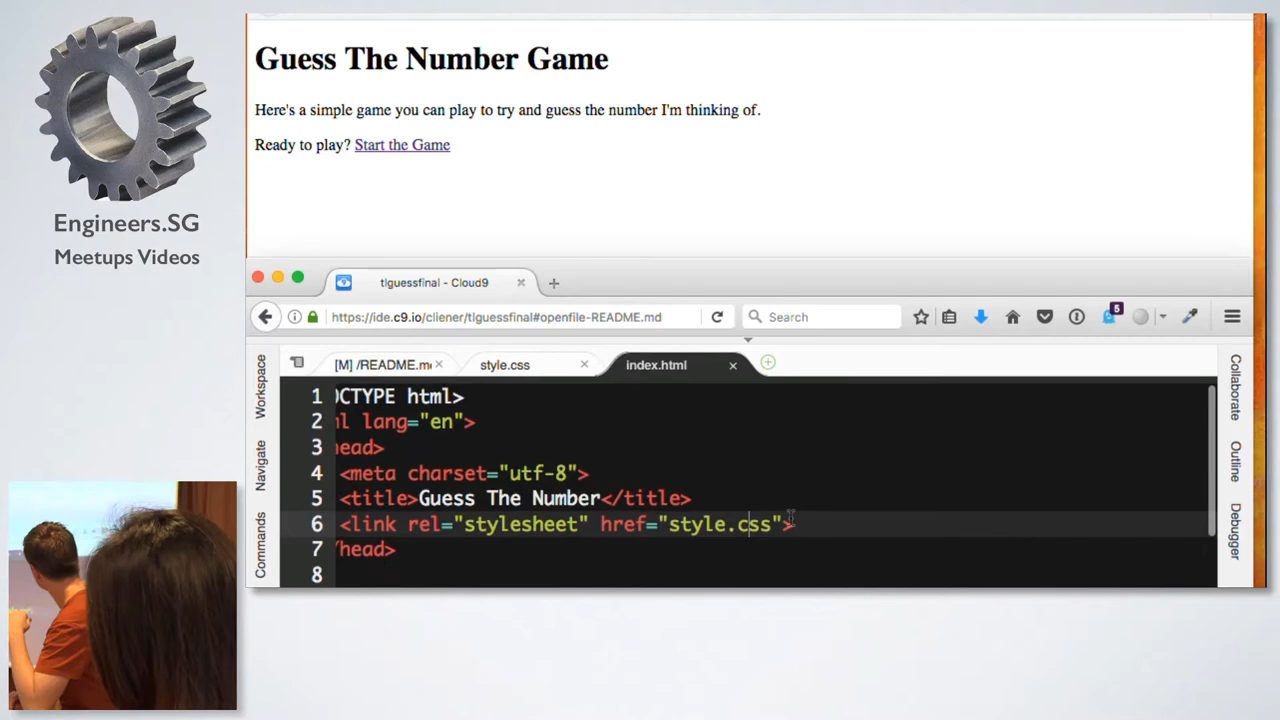 Engineers.SG
Meetups Videos
Guess The Number Game
Here's a simple game you can play to try and guess the number I'm thinking of.
Ready to play? Start the Game
tlguessfinal - Cloud9
https://ide.c9.io/cliener/tlguessfinal#openfile-README.md
Search
5
Workspace
Navigate
Commands
[M] /README.m
style.css
index.html
1 OCTYPE html>
2 ml lang="en">
3 head>
4 <meta charset="utf-8">
5 <title>Guess The Number</title>
6 <link rel="stylesheet" href="style.css">
7 /head>
8
Collaborate
Outline
Debugger